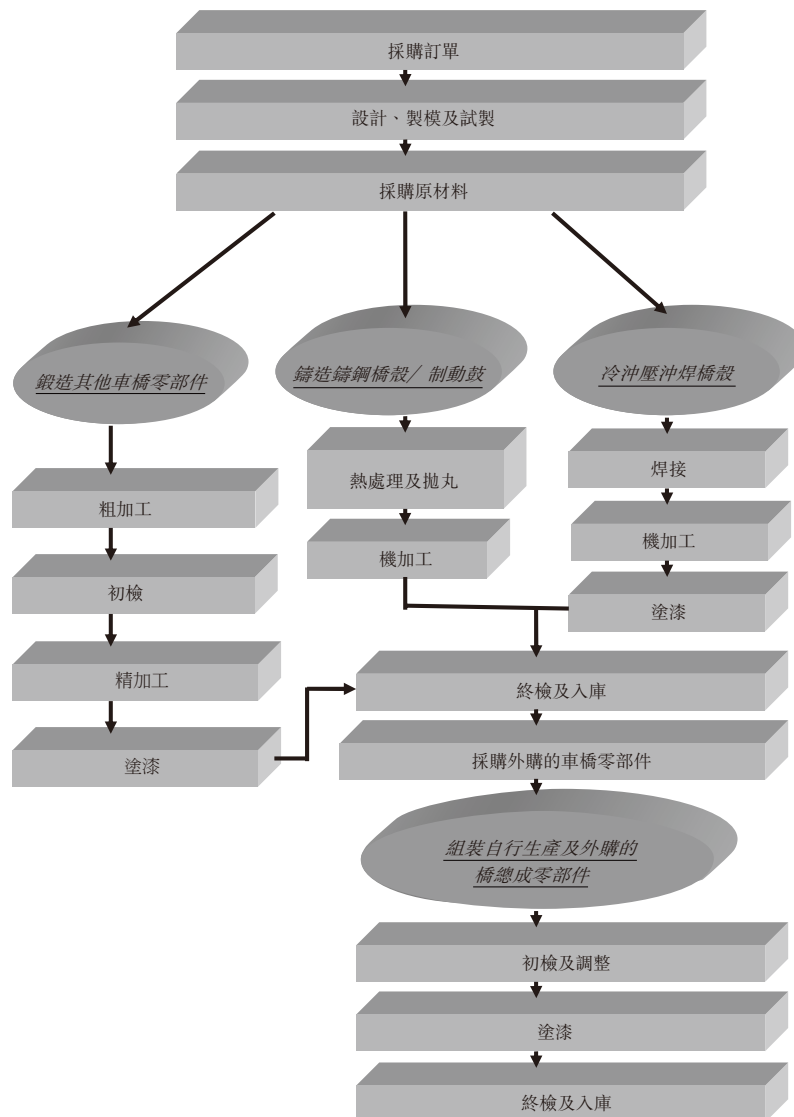 採購訂單
設計、製模及試製
採購原材料
鍛造其他車橋零部件
鑄造鑄鋼橋殼/ 制動鼓
冷沖壓沖焊橋殼
粗加工
初檢
精加工
塗漆
熱處理及拋丸
機加工
焊接
機加工
塗漆
終檢及入庫
採購外購的車橋零部件
組裝自行生產及外購的
橋總成零部件
初檢及調整
塗漆
終檢及入庫